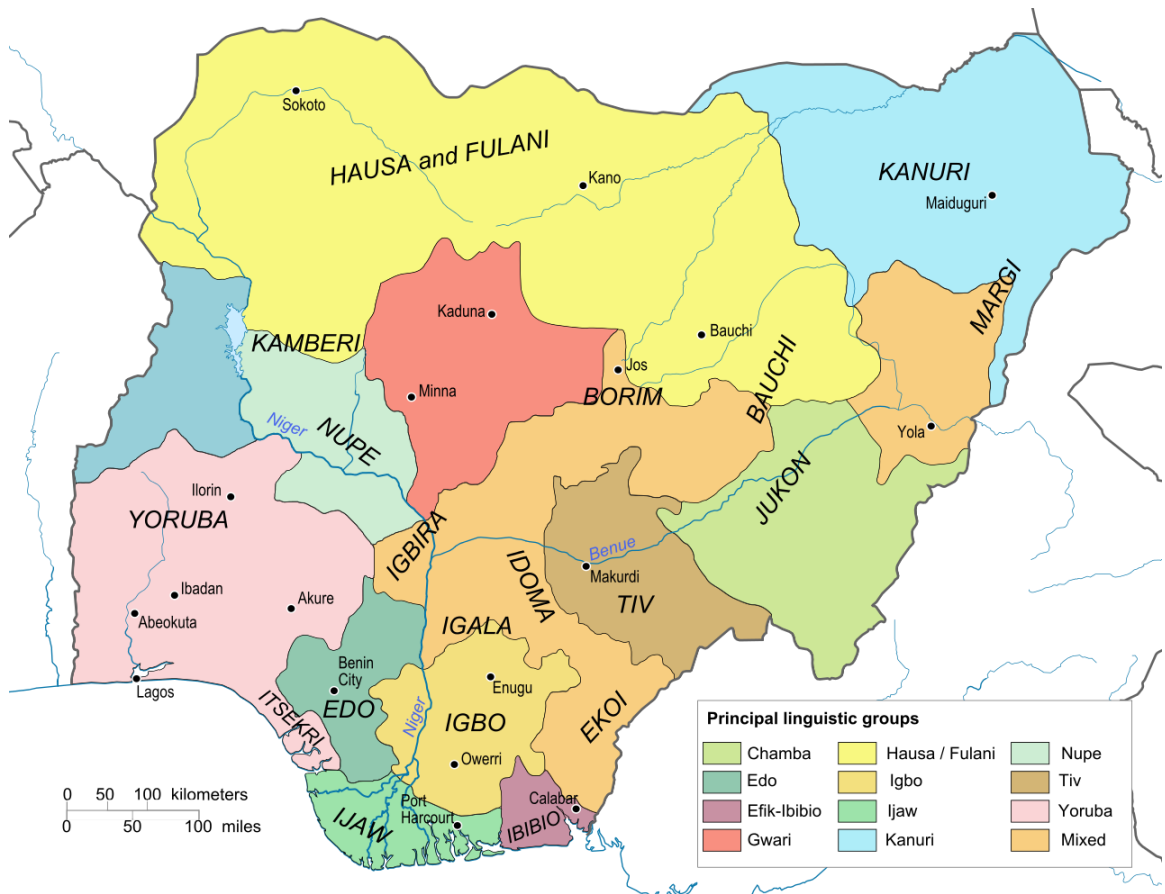 Sokoto
HAUSA and FULANI
Kano
KANURI
Maiduguri
MARGI
Kaduna
KAMBERI
Bauchi
Jos
BORIM
BAUCHI
Minna
Niger
NUPE
Yola
Ilorin
YORUBA
JUKON
IGBIRA
Benue
IDOMA
Makurdi
TIV
Ibadan
Akure
Abeokuta
IGALA
Benin
City
Enugu
Lagos
ITSEKRI
EDO
Niger
IGBO
EKOI
Owerri
Port
Harcourt
Calabar
IJAW
IBIBIO
0 50 100 kilometers
0 50 100 miles
Principal linguistic groups
Chamba
Edo
Efik-Ibibio
Gwari
Hausa / Fulani
Igbo
Ijaw
Kanuri
Nupe
Tiv
Yoruba
Mixed